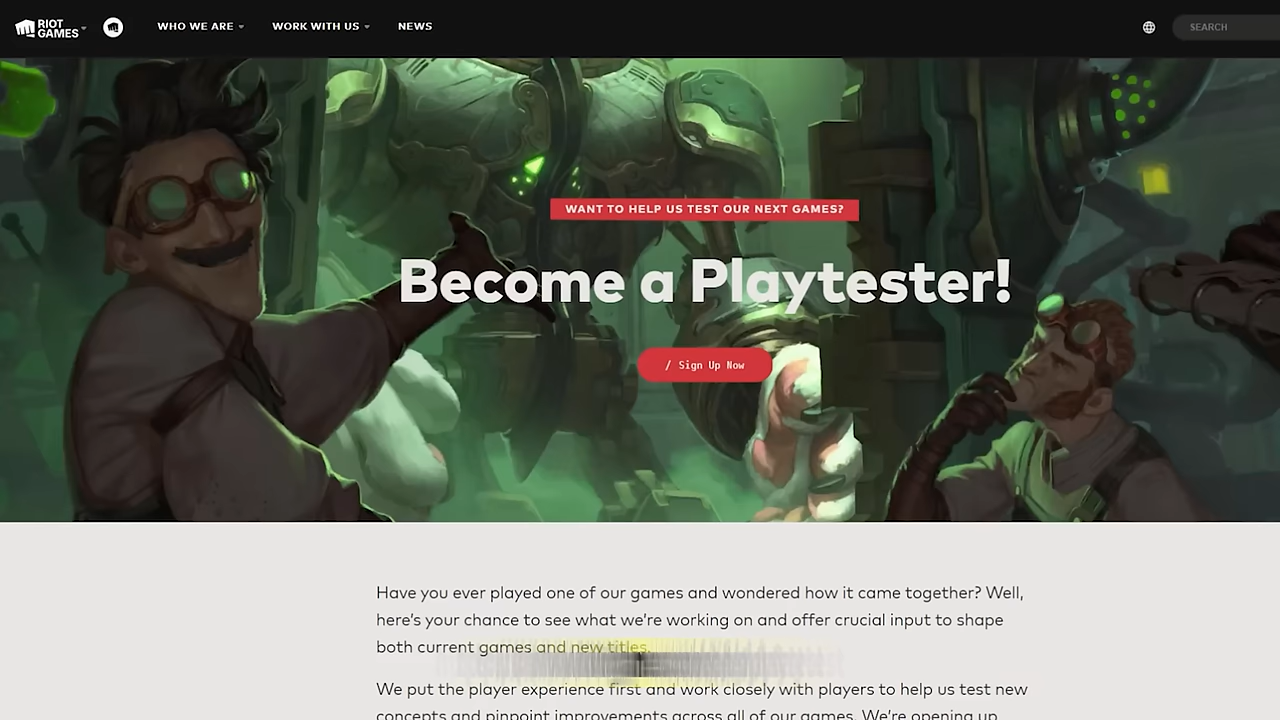 RIOT
GAMES
WHO WE ARE
WORK WITH US
NEWS
SEARCH
WANT TO HELP US TEST OUR NEXT GAMES?
Become a Playtester!
/ Sign Up Now
Have you ever played one of our games and wondered how it came together? Well,
here's your chance to see what we're working on and offer crucial input to shape
both current games and new titles.
We put the player experience first and work closely with players to help us test new
concepts and pinpoint improvements across all of our games. We're opening up